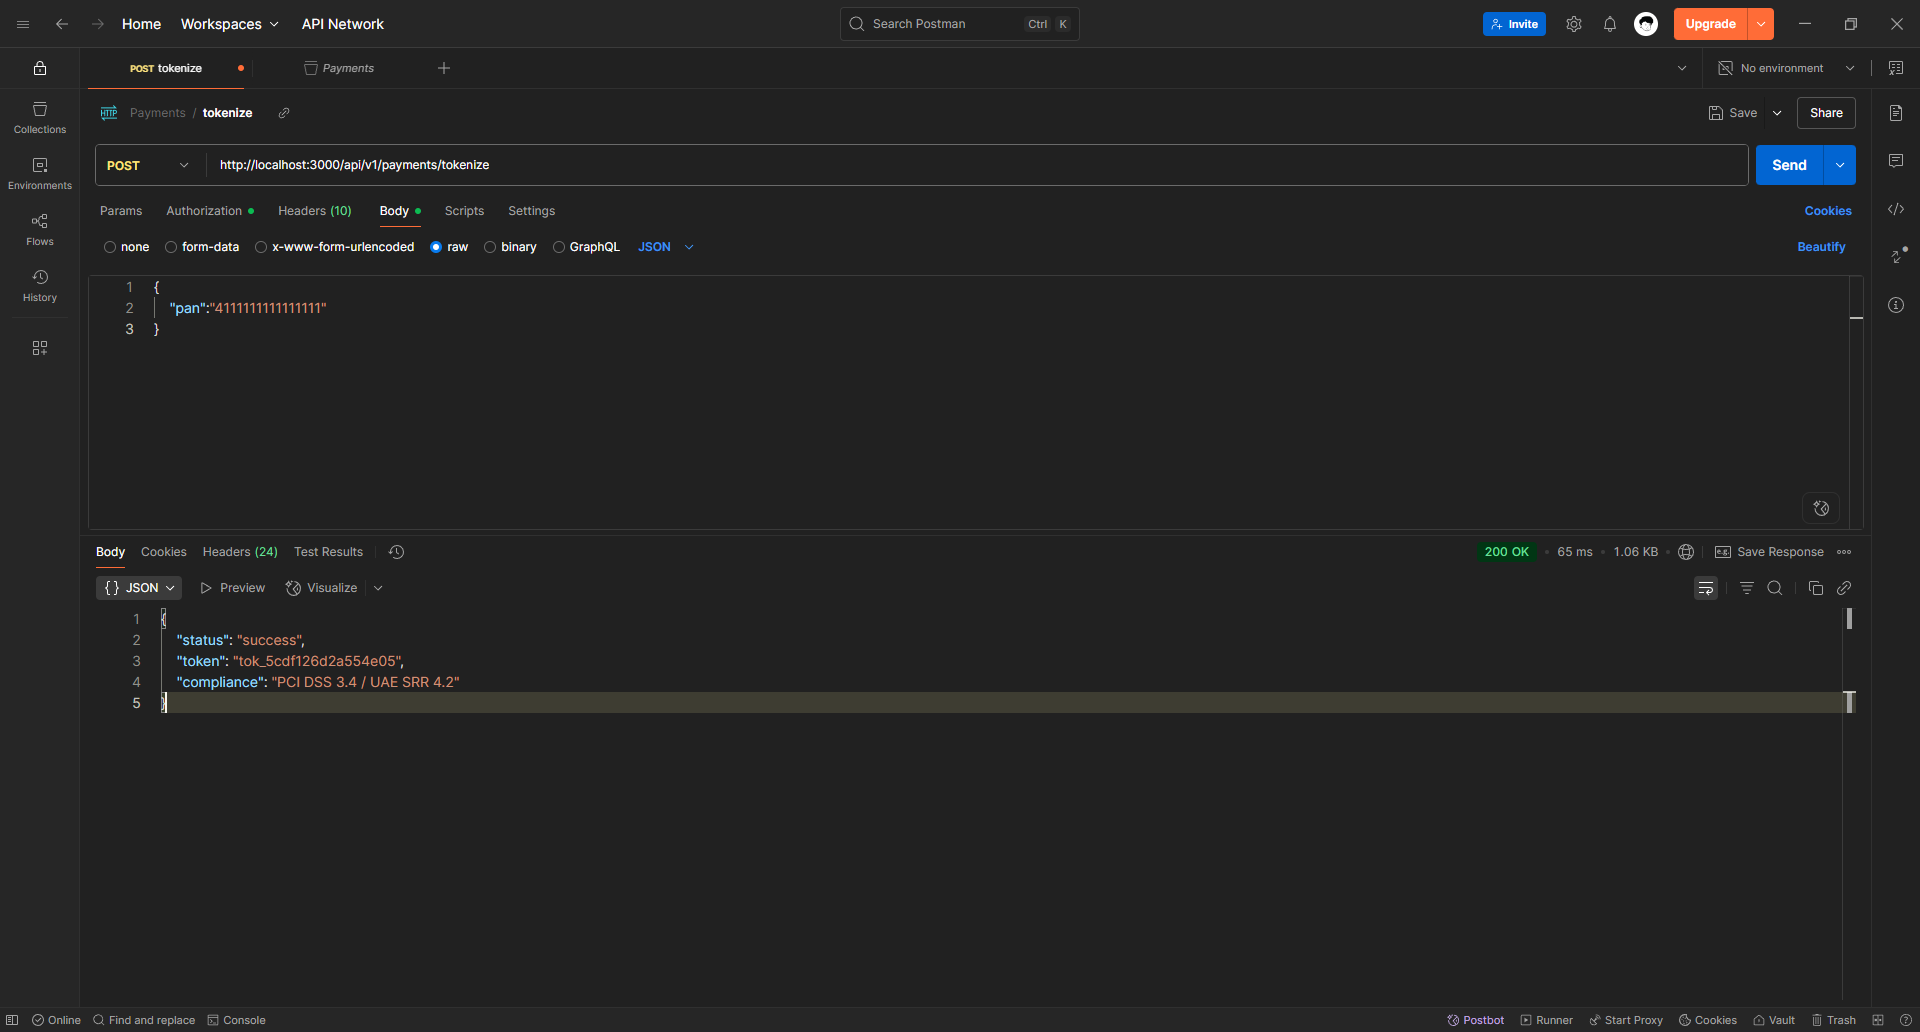 Home Workspaces API Network Search Postman Ctrl K Invite Upgrade
POST tokenize Payments No environment
Collections
Environments
Flows
History
HTTP Payments / tokenize Save Share
POST http://localhost:3000/api/v1/payments/tokenize Send
Params Authorization Headers (10) Body Scripts Settings Cookies
none form-data x-www-form-urlencoded raw binary GraphQL JSON Beautify
1 {
2 "pan":"4111111111111111"
3 }
Body Cookies Headers (24) Test Results 200 OK 65 ms 1.06 KB e.g. Save Response
{} JSON Preview Visualize
1 {
2 "status": "success",
3 "token": "tok_5cdf126d2a554e05",
4 "compliance": "PCI DSS 3.4 / UAE SRR 4.2"
5 }
Online Find and replace Console Postbot Runner Start Proxy Cookies Vault Trash